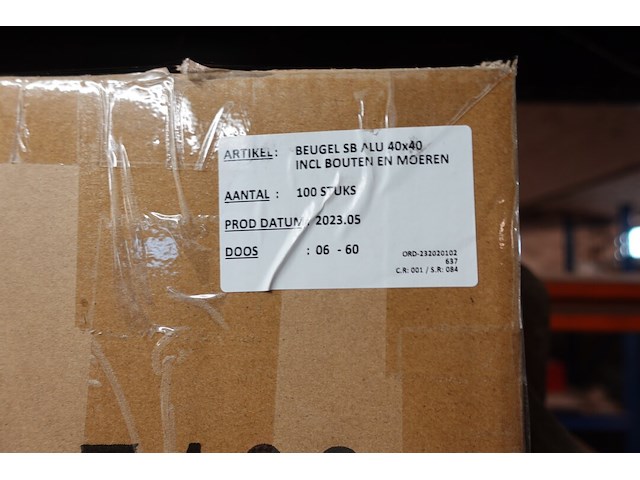 ARTIKEL: BEUGEL SB ALU 40x40
INCL BOUTEN EN MOEREN
AANTAL : 100 STUKS
PROD DATUM : 2023.05
DOOS : 06 - 60
ORD-232020102
637
C.R: 001 / S.R: 084